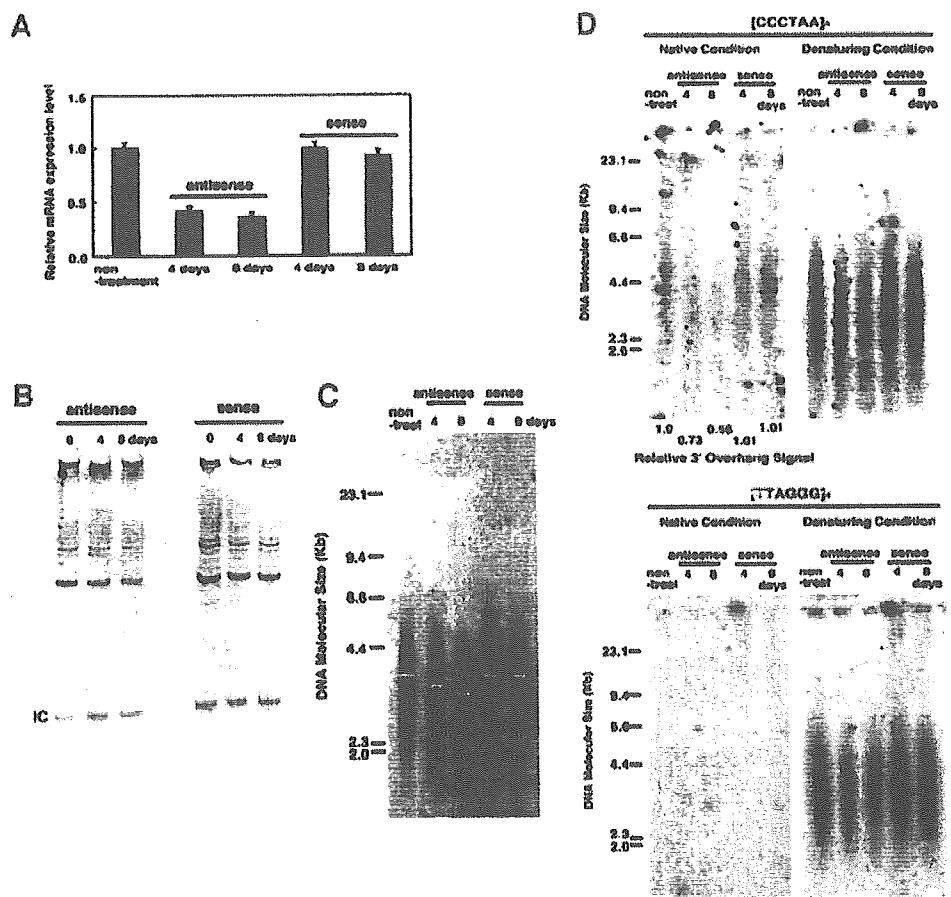 A
Relative mRNA expression level
1.5
1.0
0.5
0.0
antisense
sense
non
-treatment
4 days
8 days
4 days
8 days
B
antisense
sense
0 4 8 days
0 4 8 days
IC
C
antisense
sense
non
-treat
4 8
4 8 days
DNA Molecular Size (Kb)
23.1
9.4
6.6
4.4
2.3
2.0
D
Native Condition
Denaturing Condition
antisense
sense
antisense
sense
non
-treat
4 8
4 8
days
non
-treat
4 8
4 8
days
DNA Molecular Size (Kb)
23.1
9.4
6.6
4.4
2.3
2.0
1.0
0.73
0.56
1.01
1.01
Relative 3' Overhang Signal
Native Condition
Denaturing Condition
antisense
sense
antisense
sense
non
-treat
4 8
4 8
days
non
-treat
4 8
4 8
days
DNA Molecular Size (Kb)
23.1
9.4
6.6
4.4
2.3
2.0